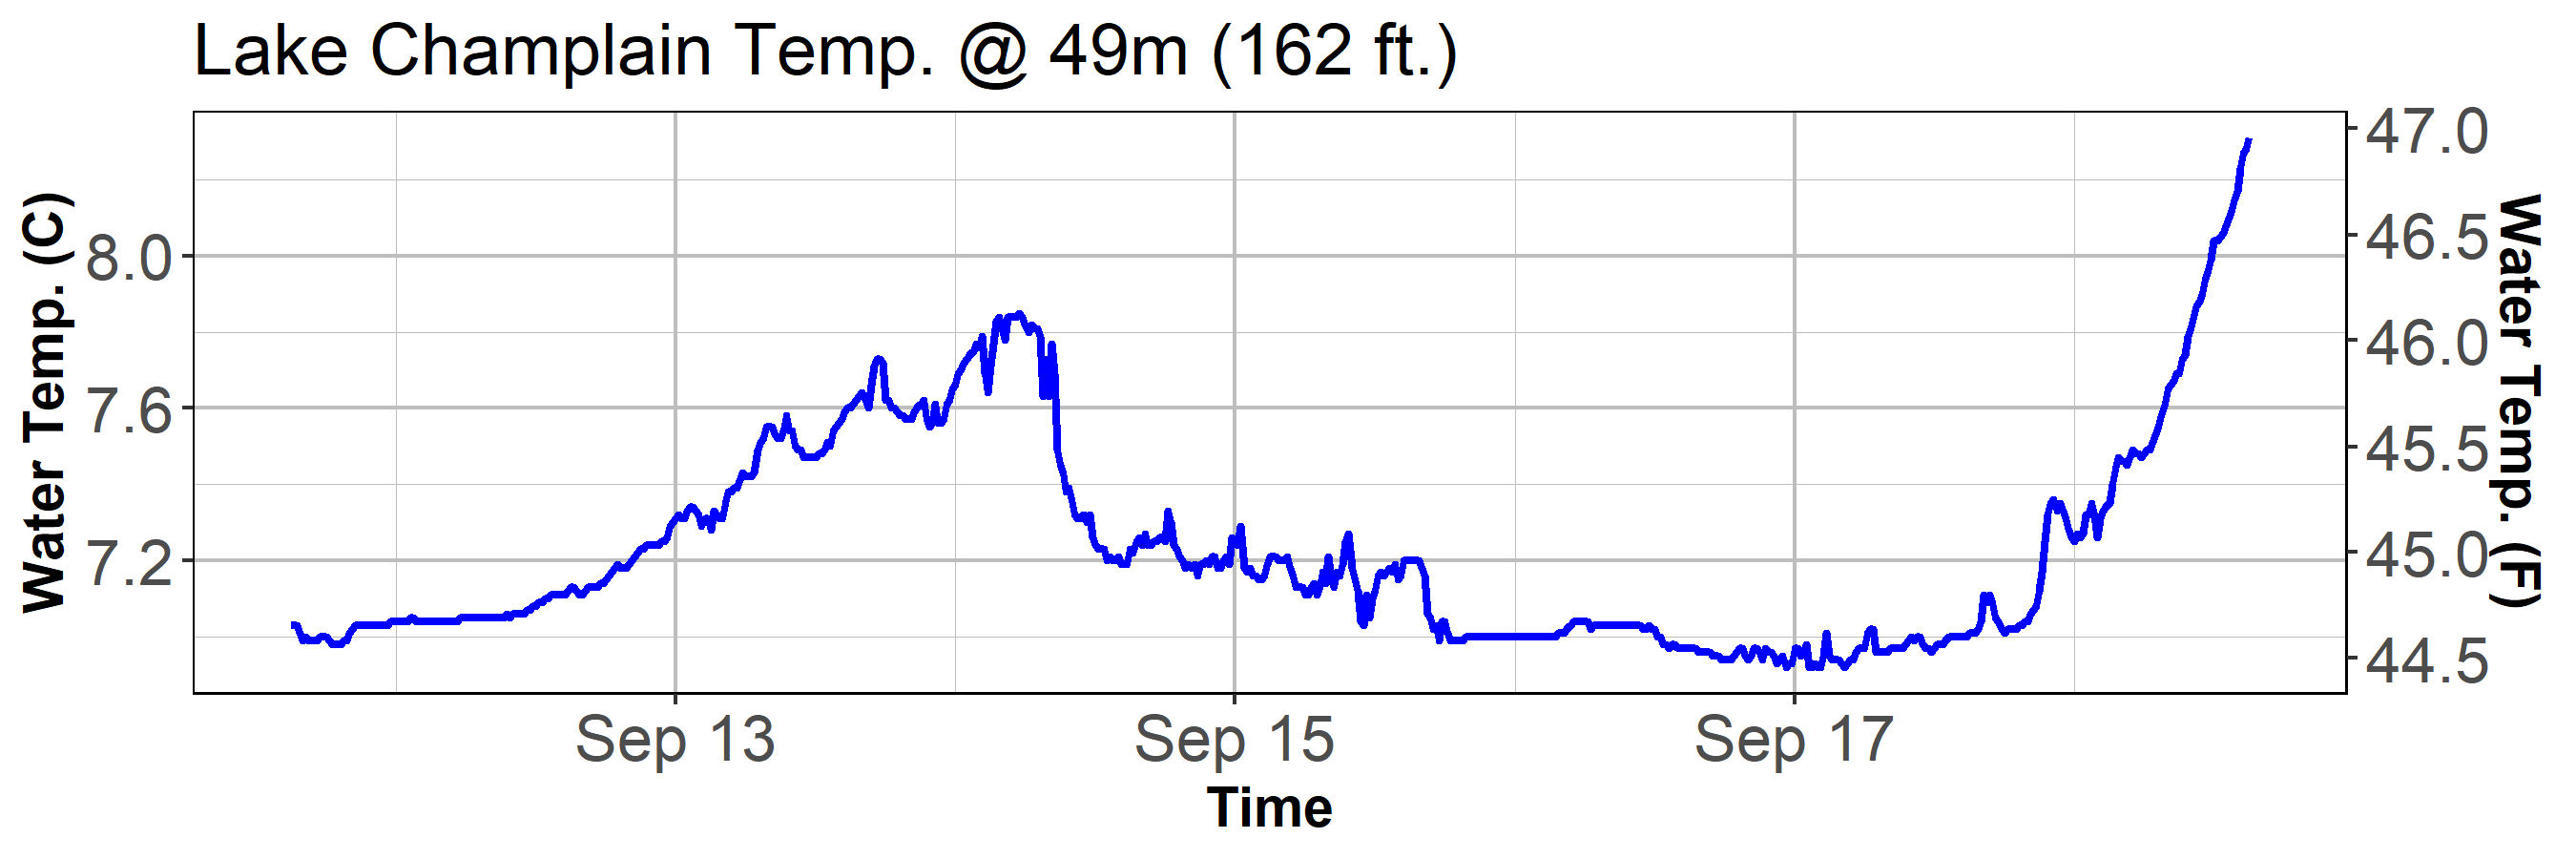 Lake Champlain Temp. @ 49m (162 ft.)
Water Temp. (C)
8.0
7.6
7.2
47.0
46.5
46.0
45.5
45.0
44.5
Water Temp. (F)
Sep 13 Sep 15 Sep 17
Time